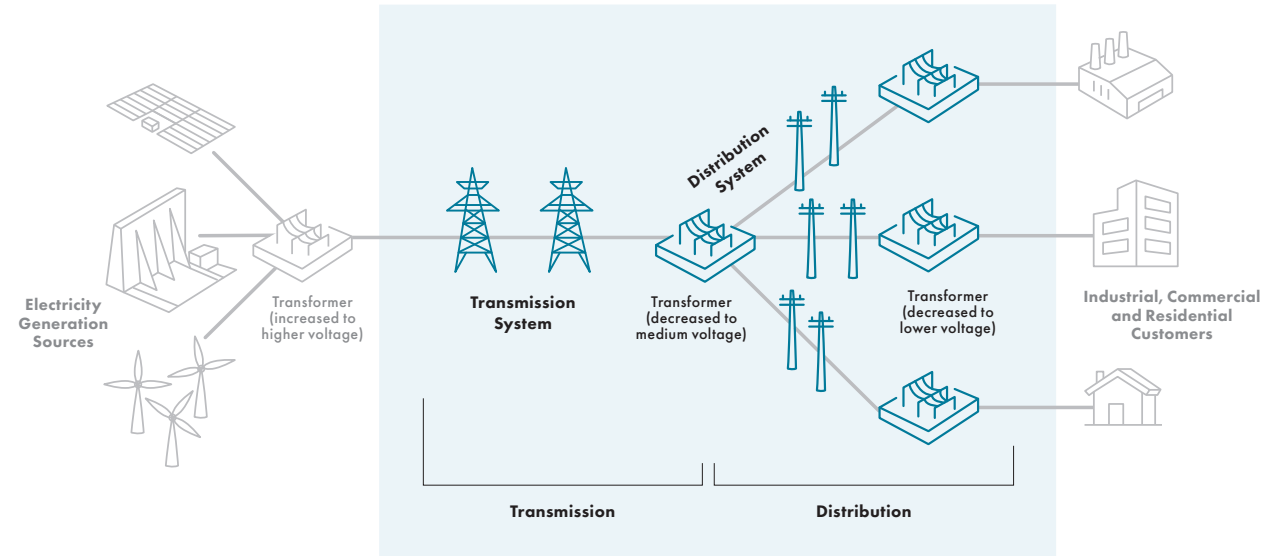 Distribution
System
Electricity
Generation
Sources
Transformer
(increased to
higher voltage)
Transmission
System
Transformer
(decreased to
medium voltage)
Transformer
(decreased to
lower voltage)
Industrial, Commercial
and Residential
Customers
Transmission
Distribution